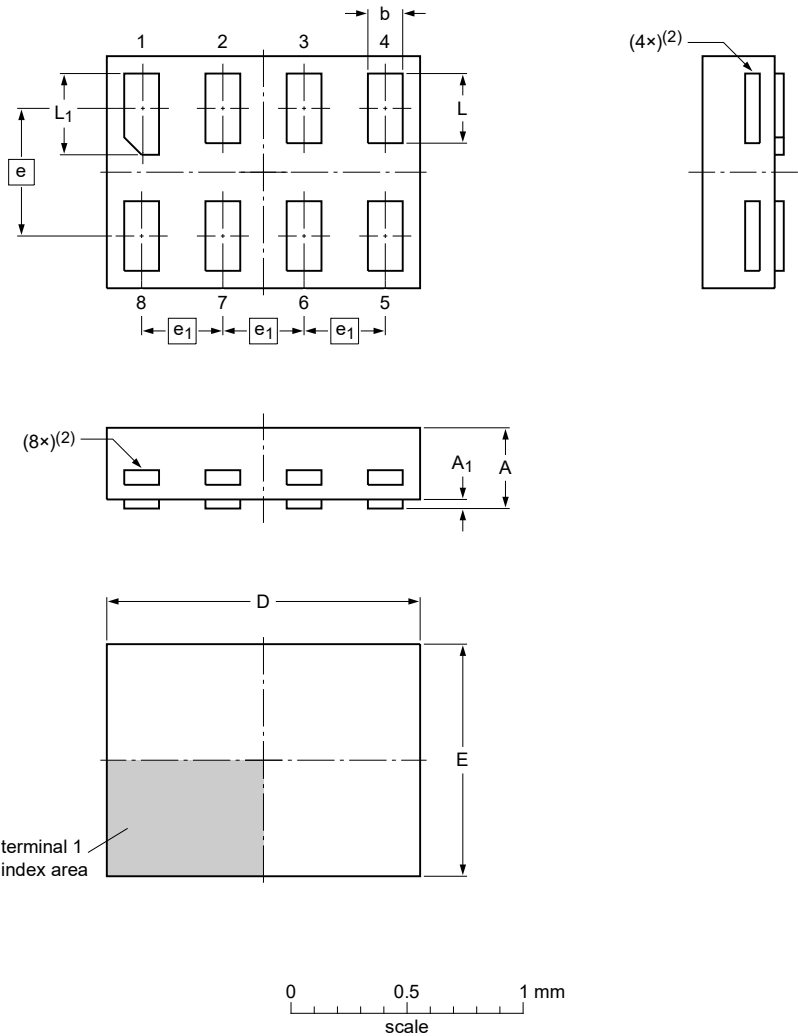 b
1 2 3 4
(4×)(2)
L1
L
e
8 7 6 5
e1 e1 e1
(8×)(2)
A1 A
D
E
terminal 1
index area
0 0.5 1 mm
scale